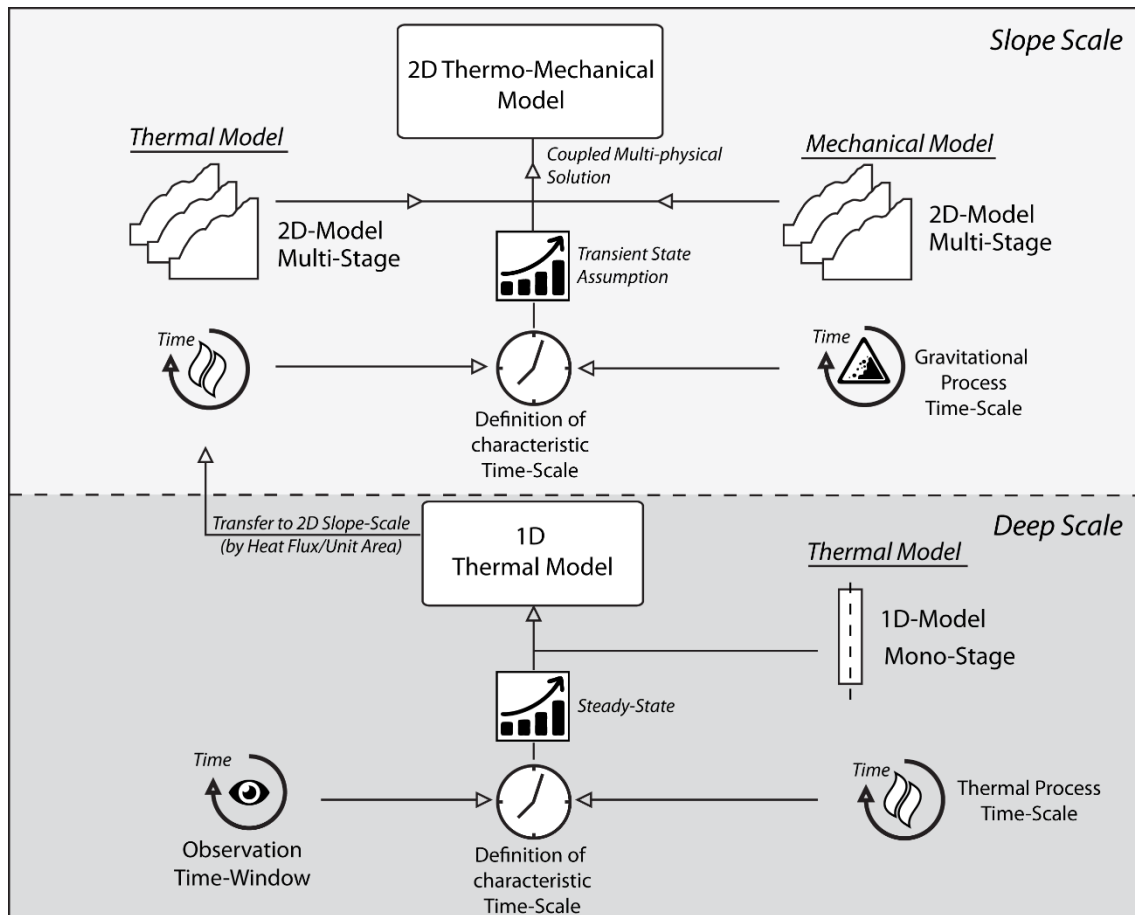 Slope Scale
2D Thermo-Mechanical
Model
Thermal Model
Coupled Multi-physical
Solution
Mechanical Model
2D-Model
Multi-Stage
Transient State
Assumption
2D-Model
Multi-Stage
Time
Time
Gravitational
Process
Time-Scale
Definition of
characteristic
Time-Scale
Transfer to 2D Slope-Scale
(by Heat Flux/Unit Area)
1D
Thermal Model
Deep Scale
Thermal Model
1D-Model
Mono-Stage
Steady-State
Time
Observation
Time-Window
Definition of
characteristic
Time-Scale
Time
Thermal Process
Time-Scale